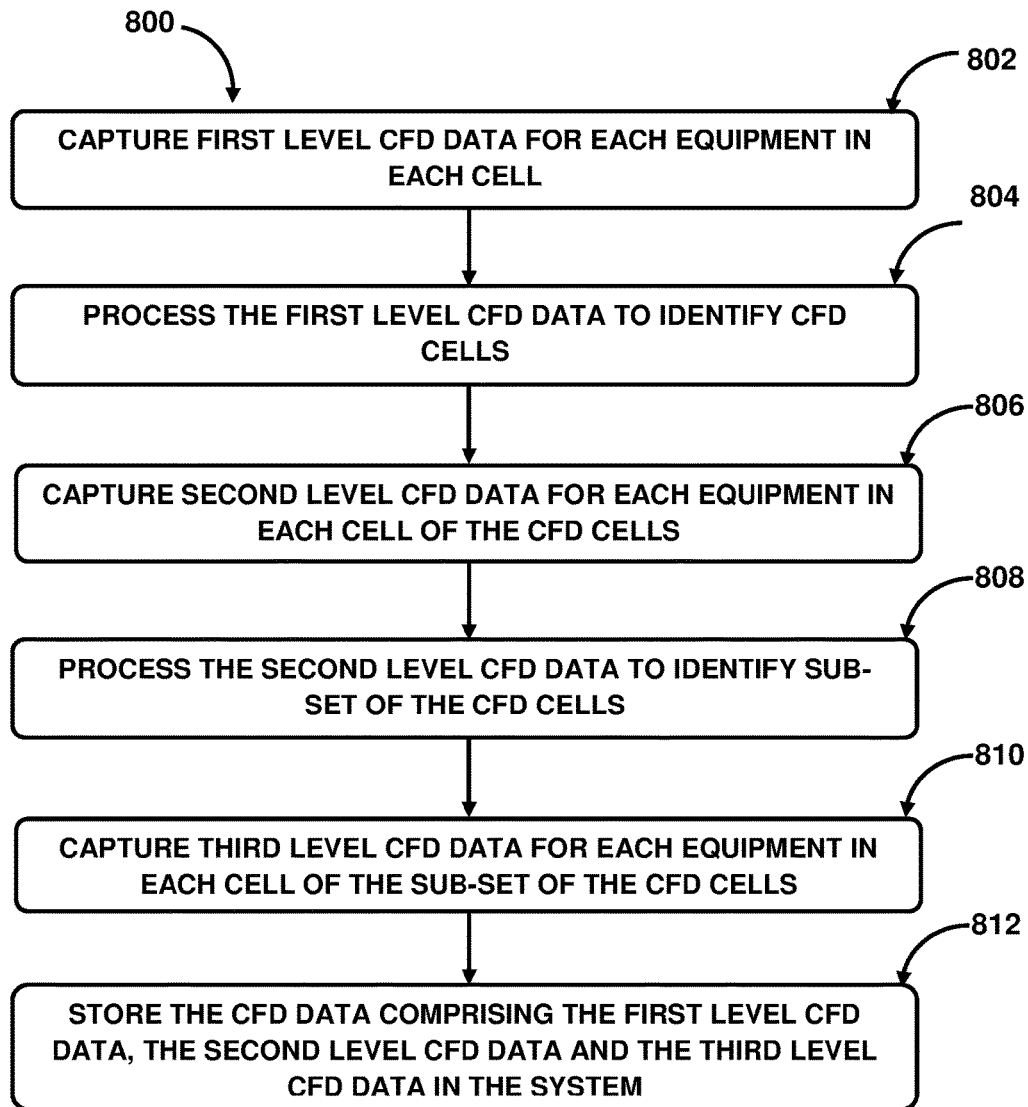 800
802
CAPTURE FIRST LEVEL CFD DATA FOR EACH EQUIPMENT IN
EACH CELL
804
PROCESS THE FIRST LEVEL CFD DATA TO IDENTIFY CFD
CELLS
806
CAPTURE SECOND LEVEL CFD DATA FOR EACH EQUIPMENT IN
EACH CELL OF THE CFD CELLS
808
PROCESS THE SECOND LEVEL CFD DATA TO IDENTIFY SUB-
SET OF THE CFD CELLS
810
CAPTURE THIRD LEVEL CFD DATA FOR EACH EQUIPMENT IN
EACH CELL OF THE SUB-SET OF THE CFD CELLS
812
STORE THE CFD DATA COMPRISING THE FIRST LEVEL CFD
DATA, THE SECOND LEVEL CFD DATA AND THE THIRD LEVEL
CFD DATA IN THE SYSTEM